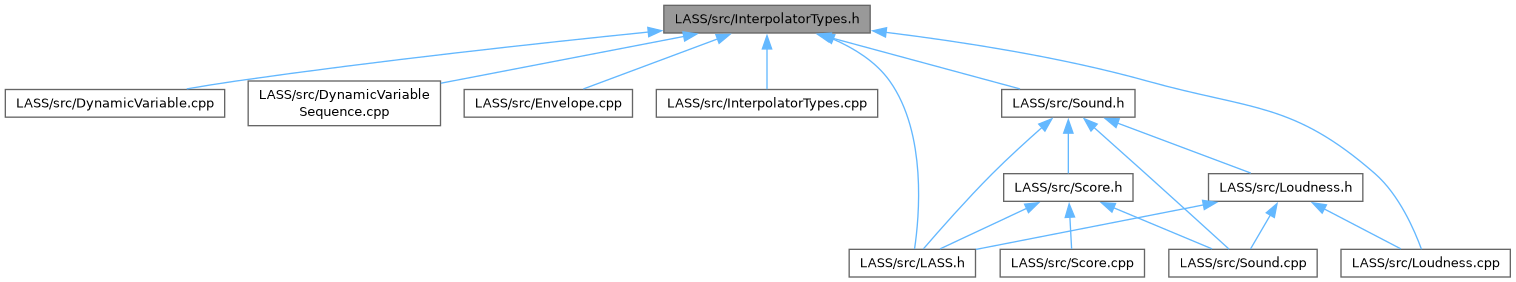 LASS/src/InterpolatorTypes.h
LASS/src/DynamicVariable.cpp
LASS/src/DynamicVariable
Sequence.cpp
LASS/src/Envelope.cpp
LASS/src/InterpolatorTypes.cpp
LASS/src/Sound.h
LASS/src/Score.h
LASS/src/Loudness.h
LASS/src/LASS.h
LASS/src/Score.cpp
LASS/src/Sound.cpp
LASS/src/Loudness.cpp